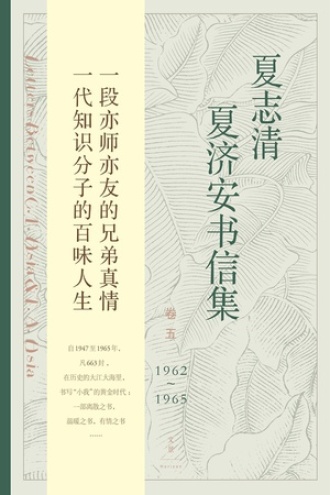 夏志清
夏济安书信集
卷五
1962
~
1965
一段亦师亦友的兄弟真情
一代知识分子的百味人生
自1947至1965年,
共663封,
在历史的大江大海里,
书写“小我”的黄金时代;
一部离散之书,
温暖之书,有情之书
……
Letters Between C. T. Hsia & T. A. Hsia